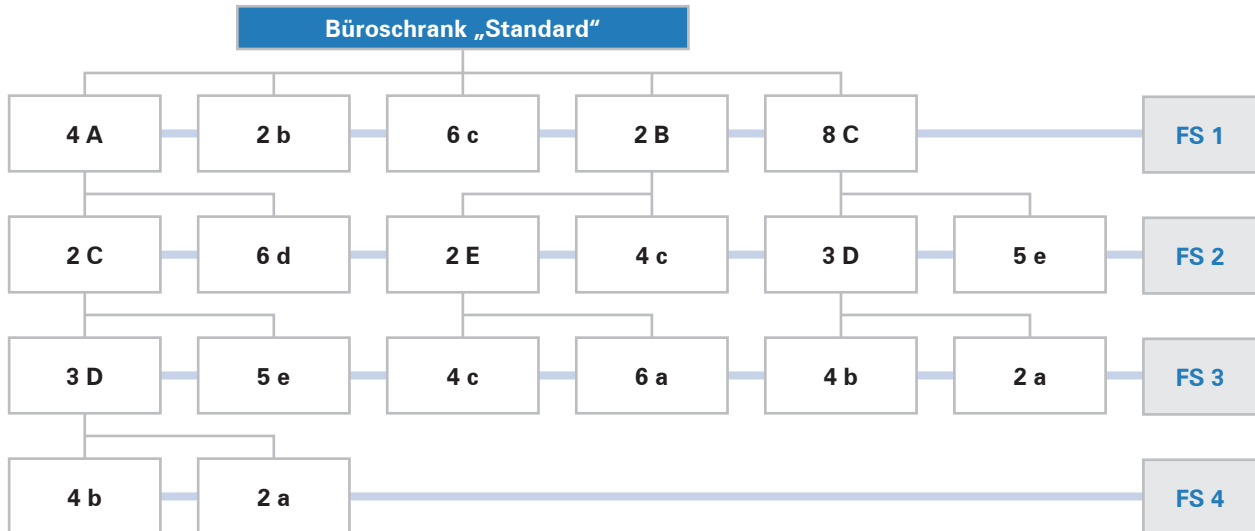 Büroschrank „Standard“
4 A
2 b
6 c
2 B
8 C
FS 1
2 C
6 d
2 E
4 c
3 D
5 e
FS 2
3 D
5 e
4 c
6 a
4 b
2 a
FS 3
4 b
2 a
FS 4